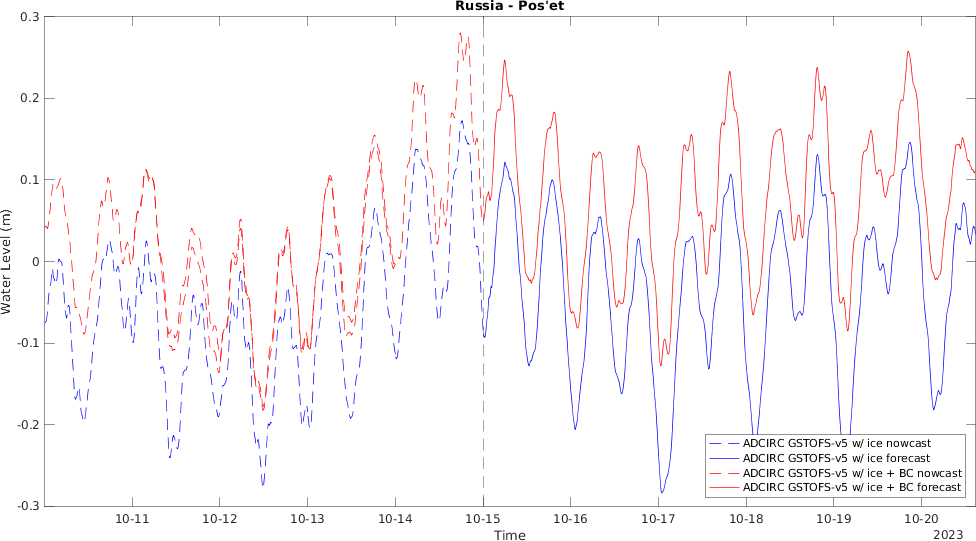 Russia - Pos'et
0.3
0.2
0.1
0
-0.1
-0.2
-0.3
Water Level (m)
10-11
10-12
10-13
10-14
10-15
10-16
10-17
10-18
10-19
10-20
Time
2023
ADCIRC GSTOFS-v5 w/ ice nowcast
ADCIRC GSTOFS-v5 w/ ice forecast
ADCIRC GSTOFS-v5 w/ ice + BC nowcast
ADCIRC GSTOFS-v5 w/ ice + BC forecast